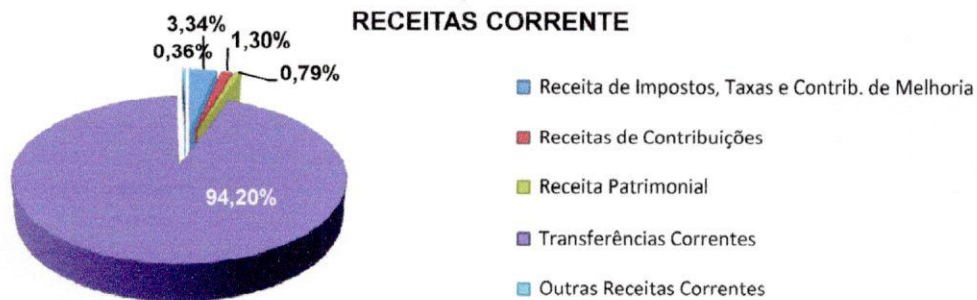 RECEITAS CORRENTE
3,34%
0,36%
1,30%
0,79%
94,20%
Receita de Impostos, Taxas e Contrib. de Melhoria
Receitas de Contribuições
Receita Patrimonial
Transferências Correntes
Outras Receitas Correntes